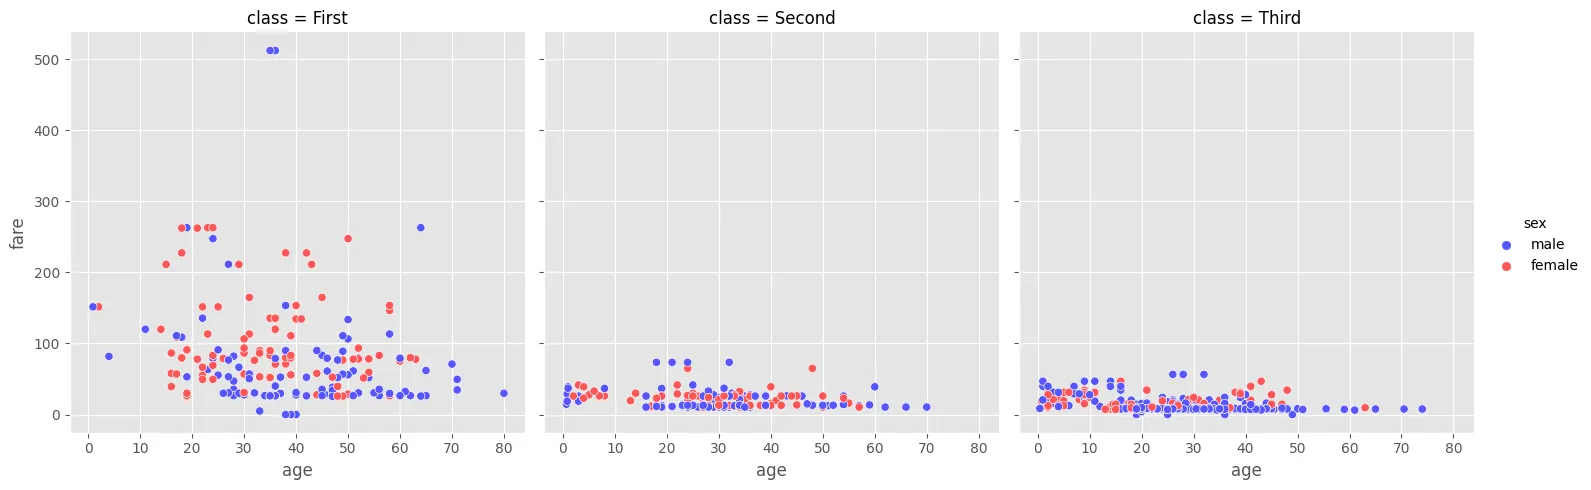 class = First
class = Second
class = Third
fare
500
400
300
200
100
0
0 10 20 30 40 50 60 70 80
0 10 20 30 40 50 60 70 80
0 10 20 30 40 50 60 70 80
age
age
age
sex
male
female